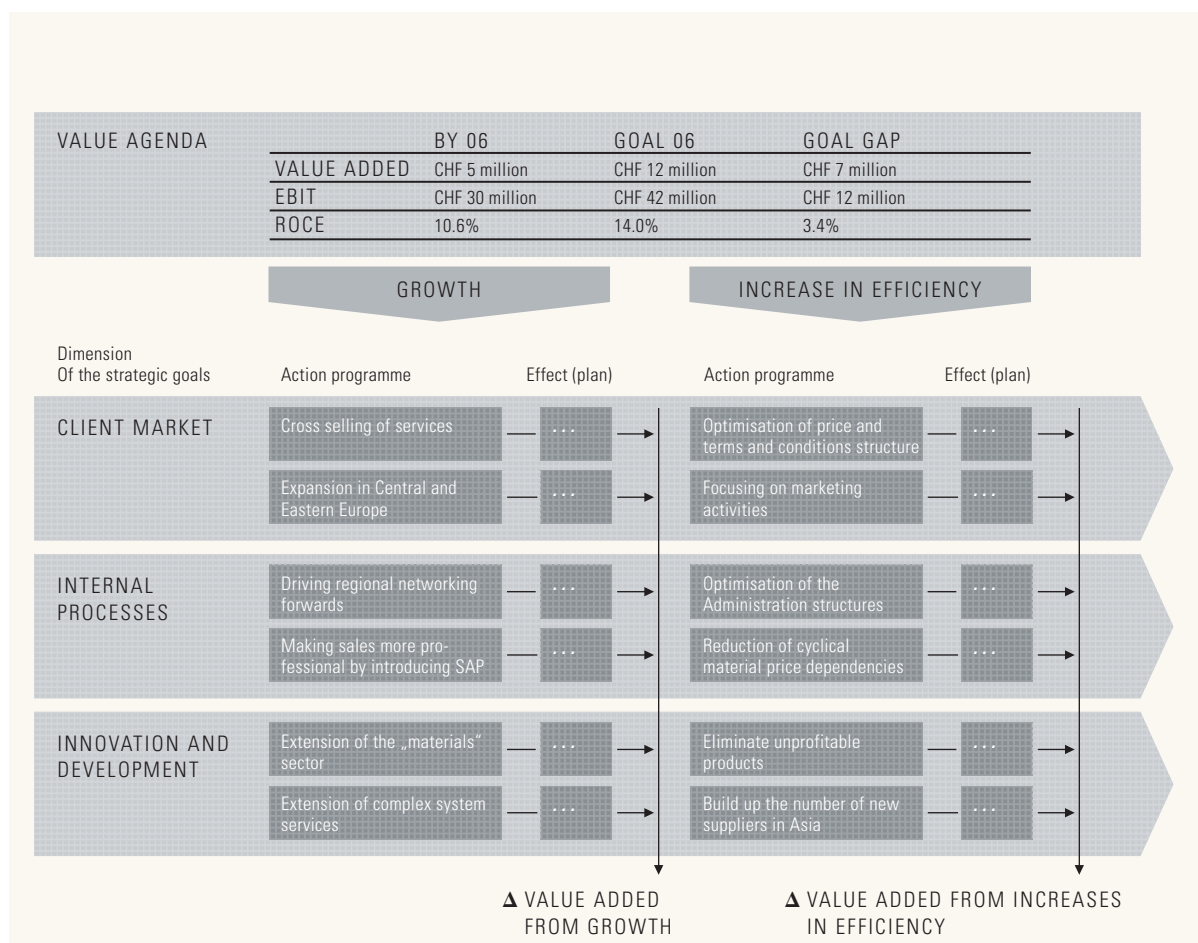 VALUE AGENDA
BY 06 GOAL 06 GOAL GAP
VALUE ADDED CHF 5 million CHF 12 million CHF 7 million
EBIT CHF 30 million CHF 42 million CHF 12 million
ROCE 10.6% 14.0% 3.4%
GROWTH
INCREASE IN EFFICIENCY
Dimension
Of the strategic goals
Action programme Effect (plan) Action programme Effect (plan)
CLIENT MARKET
Cross selling of services
...
Optimisation of price and
terms and conditions structure
...
Expansion in Central and
Eastern Europe
...
Focusing on marketing
activities
...
INTERNAL
PROCESSES
Driving regional networking
forwards
...
Optimisation of the
Administration structures
...
Making sales more pro-
fessional by introducing SAP
...
Reduction of cyclical
material price dependencies
...
INNOVATION AND
DEVELOPMENT
Extension of the „materials“
sector
...
Eliminate unprofitable
products
...
Extension of complex system
services
...
Build up the number of new
suppliers in Asia
...
Δ VALUE ADDED
FROM GROWTH
Δ VALUE ADDED FROM INCREASES
IN EFFICIENCY